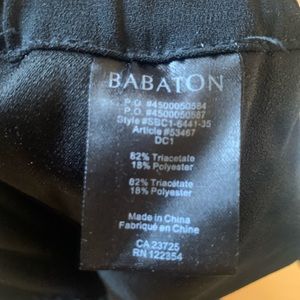 BABATON
P.O. #4500050584
P.O. #4500050587
Style #SBC1-6441-35
Article #53467
DC1
82% Triacetate
18% Polyester
82% Triacétate
18% Polyester
Made in China
Fabriqué en Chine
CA 23725
RN 122354